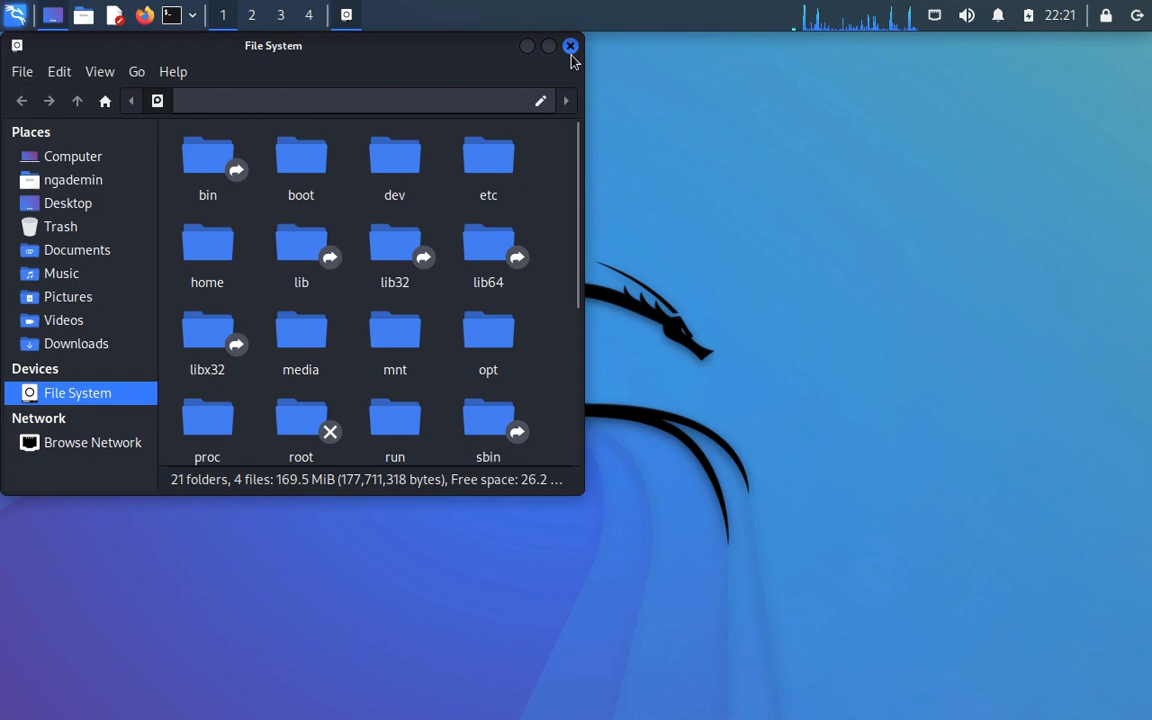 1 2 3 4 22:21
File System
File Edit View Go Help
Places
Computer
ngademin
Desktop
Trash
Documents
Music
Pictures
Videos
Downloads
Devices
File System
Network
Browse Network
bin boot dev etc
home lib lib32 lib64
libx32 media mnt opt
proc root run sbin
21 folders, 4 files: 169.5 MiB (177,711,318 bytes), Free space: 26.2 ...